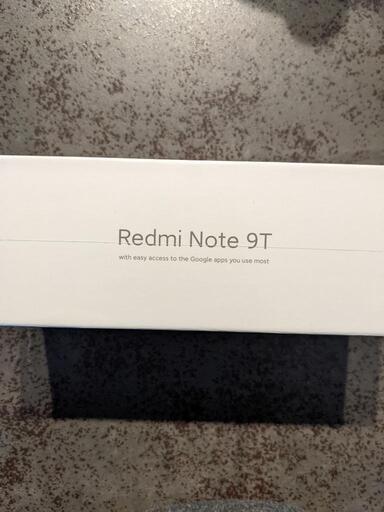 Redmi Note 9T
with easy access to the Google apps you use most